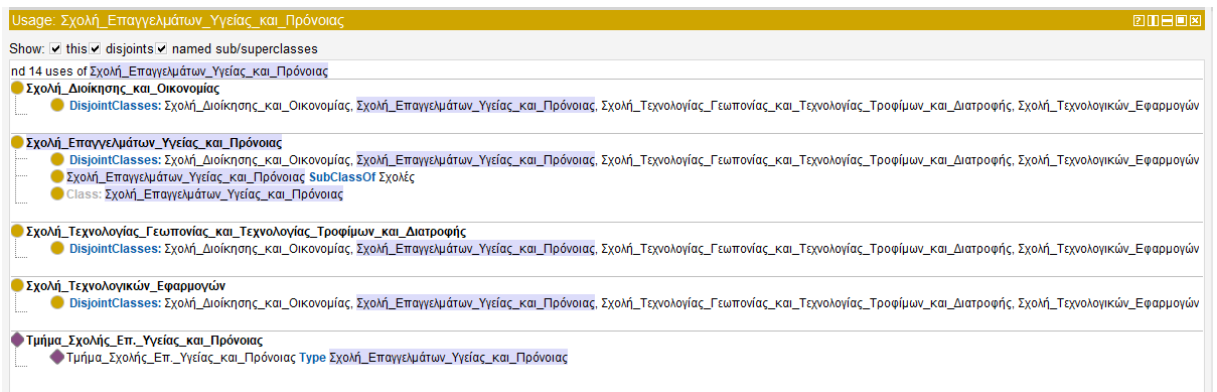 Usage: Σχολή_Επαγγελμάτων_Υγείας_και_Πρόνοιας
Show: this disjoints named sub/superclasses
nd 14 uses of Σχολή_Επαγγελμάτων_Υγείας_και_Πρόνοιας
Σχολή_Διοίκησης_και_Οικονομίας
DisjointClasses: Σχολή_Διοίκησης_και_Οικονομίας, Σχολή_Επαγγελμάτων_Υγείας_και_Πρόνοιας, Σχολή_Τεχνολογίας_Γεωπονίας_και_Τεχνολογίας_Τροφίμων_και_Διατροφής, Σχολή_Τεχνολογικών_Εφαρμογών
Σχολή_Επαγγελμάτων_Υγείας_και_Πρόνοιας
DisjointClasses: Σχολή_Διοίκησης_και_Οικονομίας, Σχολή_Επαγγελμάτων_Υγείας_και_Πρόνοιας, Σχολή_Τεχνολογίας_Γεωπονίας_και_Τεχνολογίας_Τροφίμων_και_Διατροφής, Σχολή_Τεχνολογικών_Εφαρμογών
Σχολή_Επαγγελμάτων_Υγείας_και_Πρόνοιας SubClassOf Σχολές
Class: Σχολή_Επαγγελμάτων_Υγείας_και_Πρόνοιας
Σχολή_Τεχνολογίας_Γεωπονίας_και_Τεχνολογίας_Τροφίμων_και_Διατροφής
DisjointClasses: Σχολή_Διοίκησης_και_Οικονομίας, Σχολή_Επαγγελμάτων_Υγείας_και_Πρόνοιας, Σχολή_Τεχνολογίας_Γεωπονίας_και_Τεχνολογίας_Τροφίμων_και_Διατροφής, Σχολή_Τεχνολογικών_Εφαρμογών
Σχολή_Τεχνολογικών_Εφαρμογών
DisjointClasses: Σχολή_Διοίκησης_και_Οικονομίας, Σχολή_Επαγγελμάτων_Υγείας_και_Πρόνοιας, Σχολή_Τεχνολογίας_Γεωπονίας_και_Τεχνολογίας_Τροφίμων_και_Διατροφής, Σχολή_Τεχνολογικών_Εφαρμογών
Τμήμα_Σχολής_Επ._Υγείας_και_Πρόνοιας
Τμήμα_Σχολής_Επ._Υγείας_και_Πρόνοιας Type Σχολή_Επαγγελμάτων_Υγείας_και_Πρόνοιας